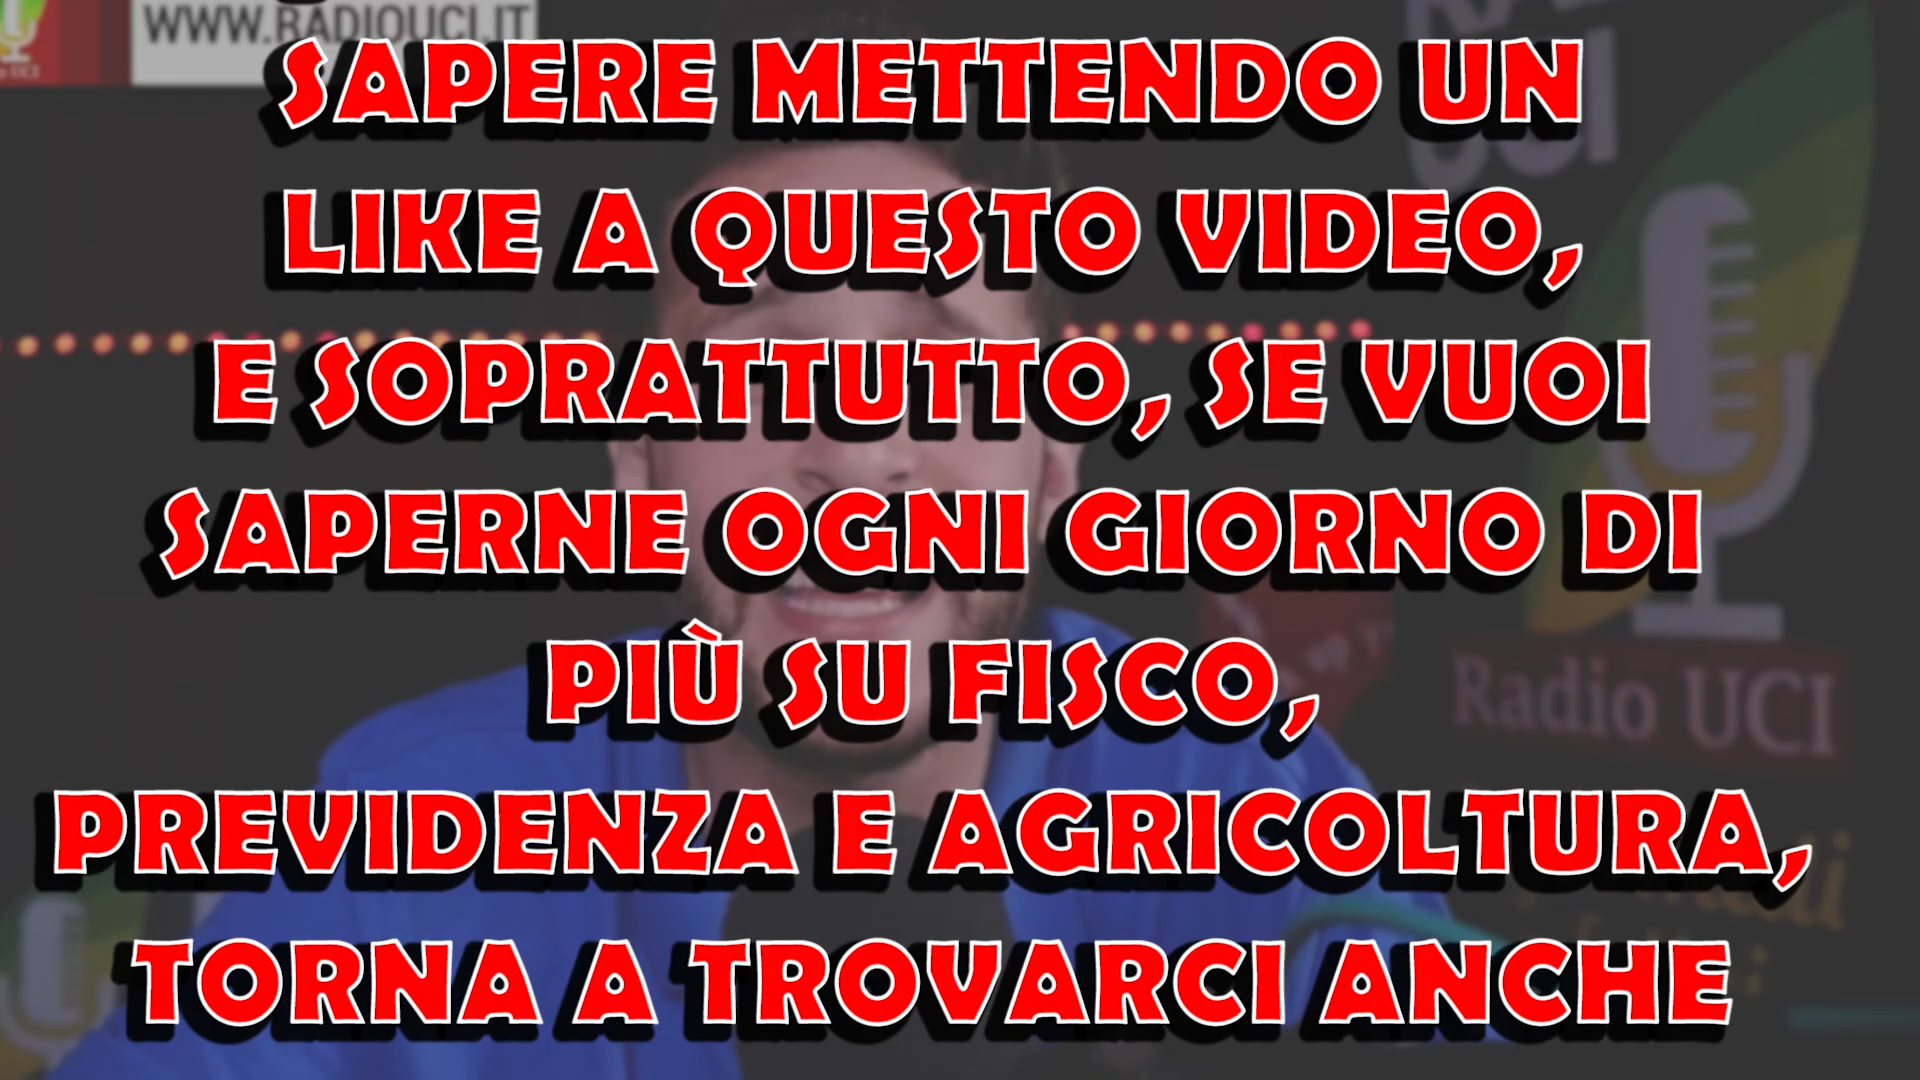 WWW.RADIOUCI.IT
SAPERE METTENDO UN
LIKE A QUESTO VIDEO,
E SOPRATTUTTO, SE VUOI
SAPERNE OGNI GIORNO DI
PIÙ SU FISCO,
Radio UCI
PREVIDENZA E AGRICOLTURA,
TORNA A TROVARCI ANCHE